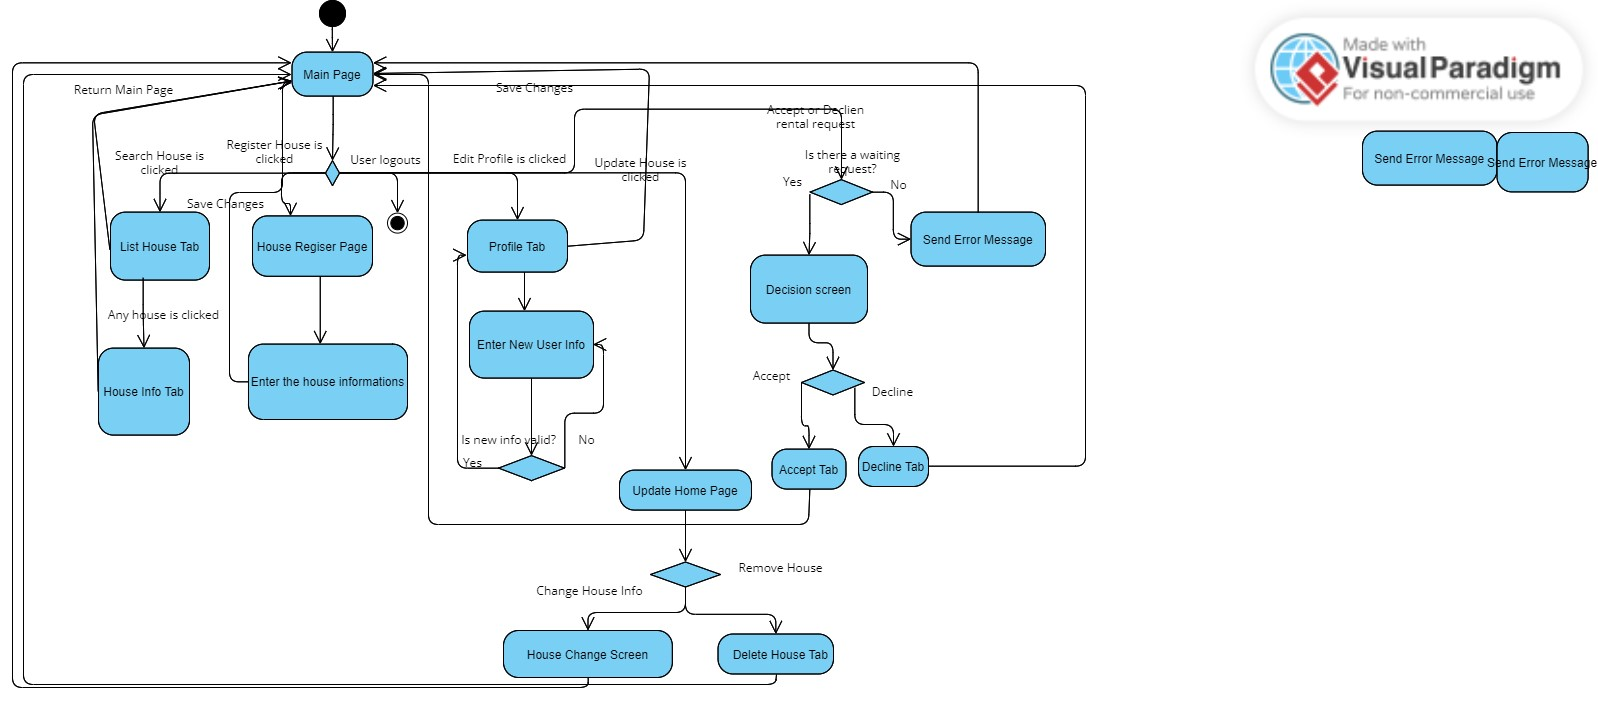 Made with
Visual Paradigm
For non-commercial use
Main Page
Return Main Page
Save Changes
Accept or Declien
rental request
Search House is
clicked
Register House is
clicked
User logouts
Edit Profile is clicked
Update House is
clicked
Is there a waiting
request?
Yes
No
Send Error Message
Send Error Message
Save Changes
List House Tab
House Regiser Page
Profile Tab
Send Error Message
Decision screen
Any house is clicked
Enter New User Info
House Info Tab
Enter the house informations
Accept
Decline
Is new info valid?
No
Yes
Accept Tab
Decline Tab
Update Home Page
Remove House
Change House Info
House Change Screen
Delete House Tab